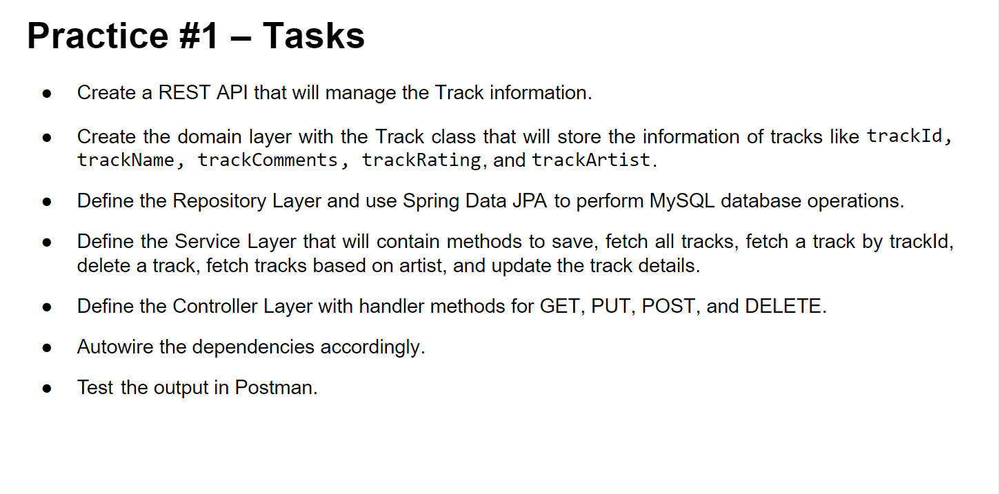 Practice #1 – Tasks
● Create a REST API that will manage the Track information.
● Create the domain layer with the Track class that will store the information of tracks like trackId,
trackName, trackComments, trackRating, and trackArtist.
● Define the Repository Layer and use Spring Data JPA to perform MySQL database operations.
● Define the Service Layer that will contain methods to save, fetch all tracks, fetch a track by trackId,
delete a track, fetch tracks based on artist, and update the track details.
● Define the Controller Layer with handler methods for GET, PUT, POST, and DELETE.
● Autowire the dependencies accordingly.
● Test the output in Postman.